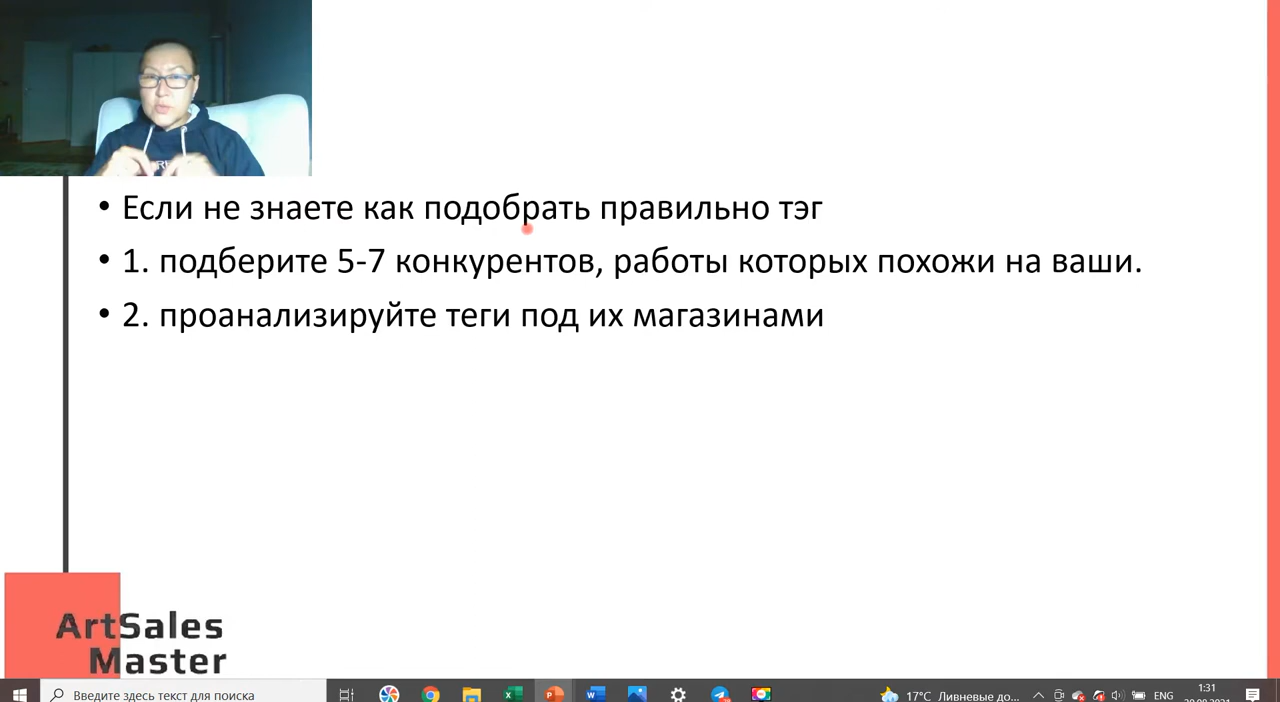 • Если не знаете как подобрать правильно тэг
• 1. подберите 5-7 конкурентов, работы которых похожи на ваши.
• 2. проанализируйте теги под их магазинами
ArtSales
Master
Введите здесь текст для поиска
17°C Ливневые до...
ENG
1:31